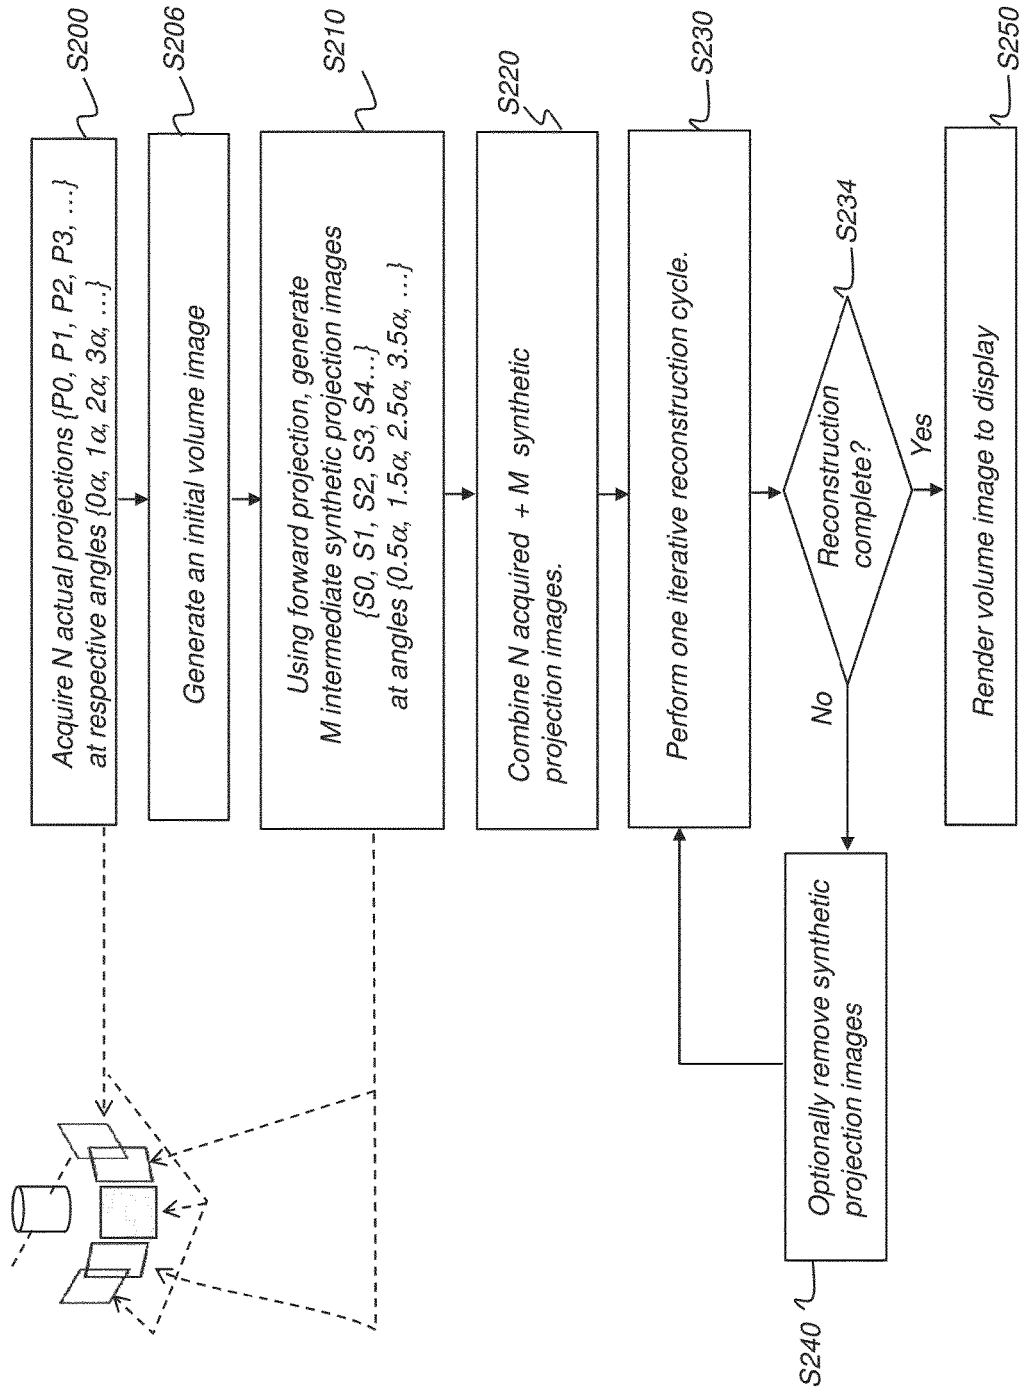 S200
Acquire N actual projections {P0, P1, P2, P3, ...}
at respective angles {0α, 1α, 2α, 3α, ...}
S206
Generate an initial volume image
S210
Using forward projection, generate
M intermediate synthetic projection images
{S0, S1, S2, S3, S4...}
at angles {0.5α, 1.5α, 2.5α, 3.5α, ...}
S220
Combine N acquired + M synthetic
projection images.
S230
Perform one iterative reconstruction cycle.
S234
Reconstruction
complete?
No
Yes
S240
Optionally remove synthetic
projection images
S250
Render volume image to display